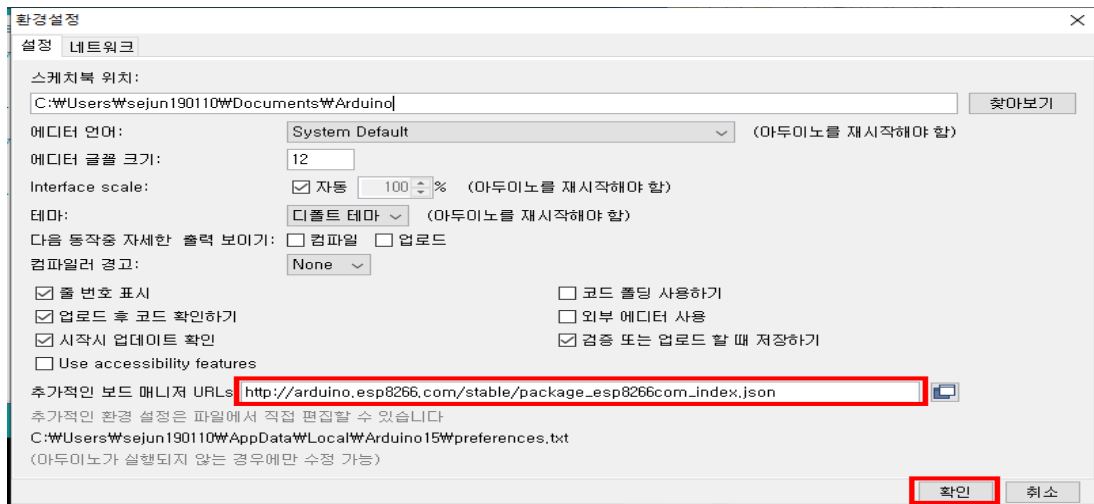 환경설정
설정 네트워크
스케치북 위치:
C:₩Users₩sejun190110₩Documents₩Arduino 찾아보기
에디터 언어: System Default (아두이노를 재시작해야 함)
에디터 글꼴 크기: 12
Interface scale: 자동 100 % (아두이노를 재시작해야 함)
테마: 디폴트 테마 (아두이노를 재시작해야 함)
다음 동작중 자세한 출력 보이기: 컴파일 업로드
컴파일러 경고: None
줄 번호 표시 코드 폴딩 사용하기
업로드 후 코드 확인하기 외부 에디터 사용
시작시 업데이트 확인 검증 또는 업로드 할 때 저장하기
Use accessibility features
추가적인 보드 매니저 URLs http://arduino.esp8266.com/stable/package_esp8266com_index.json
추가적인 환경 설정은 파일에서 직접 편집할 수 있습니다
C:₩Users₩sejun190110₩AppData₩Local₩Arduino15₩preferences.txt
(아두이노가 실행되지 않는 경우에만 수정 가능)
확인 취소